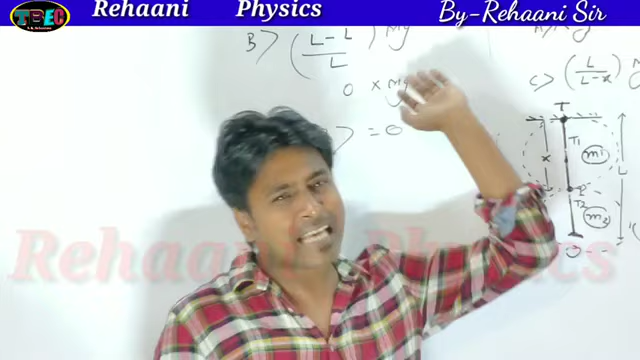 Rehaani Physics
By-Rehaani Sir
TBEC
B> (L-L / L) Mg
0 × Mg
= 0
C> (L / L-x)
T
T1
m1
x
L
P
T2
m2
O
Rehaani Physics